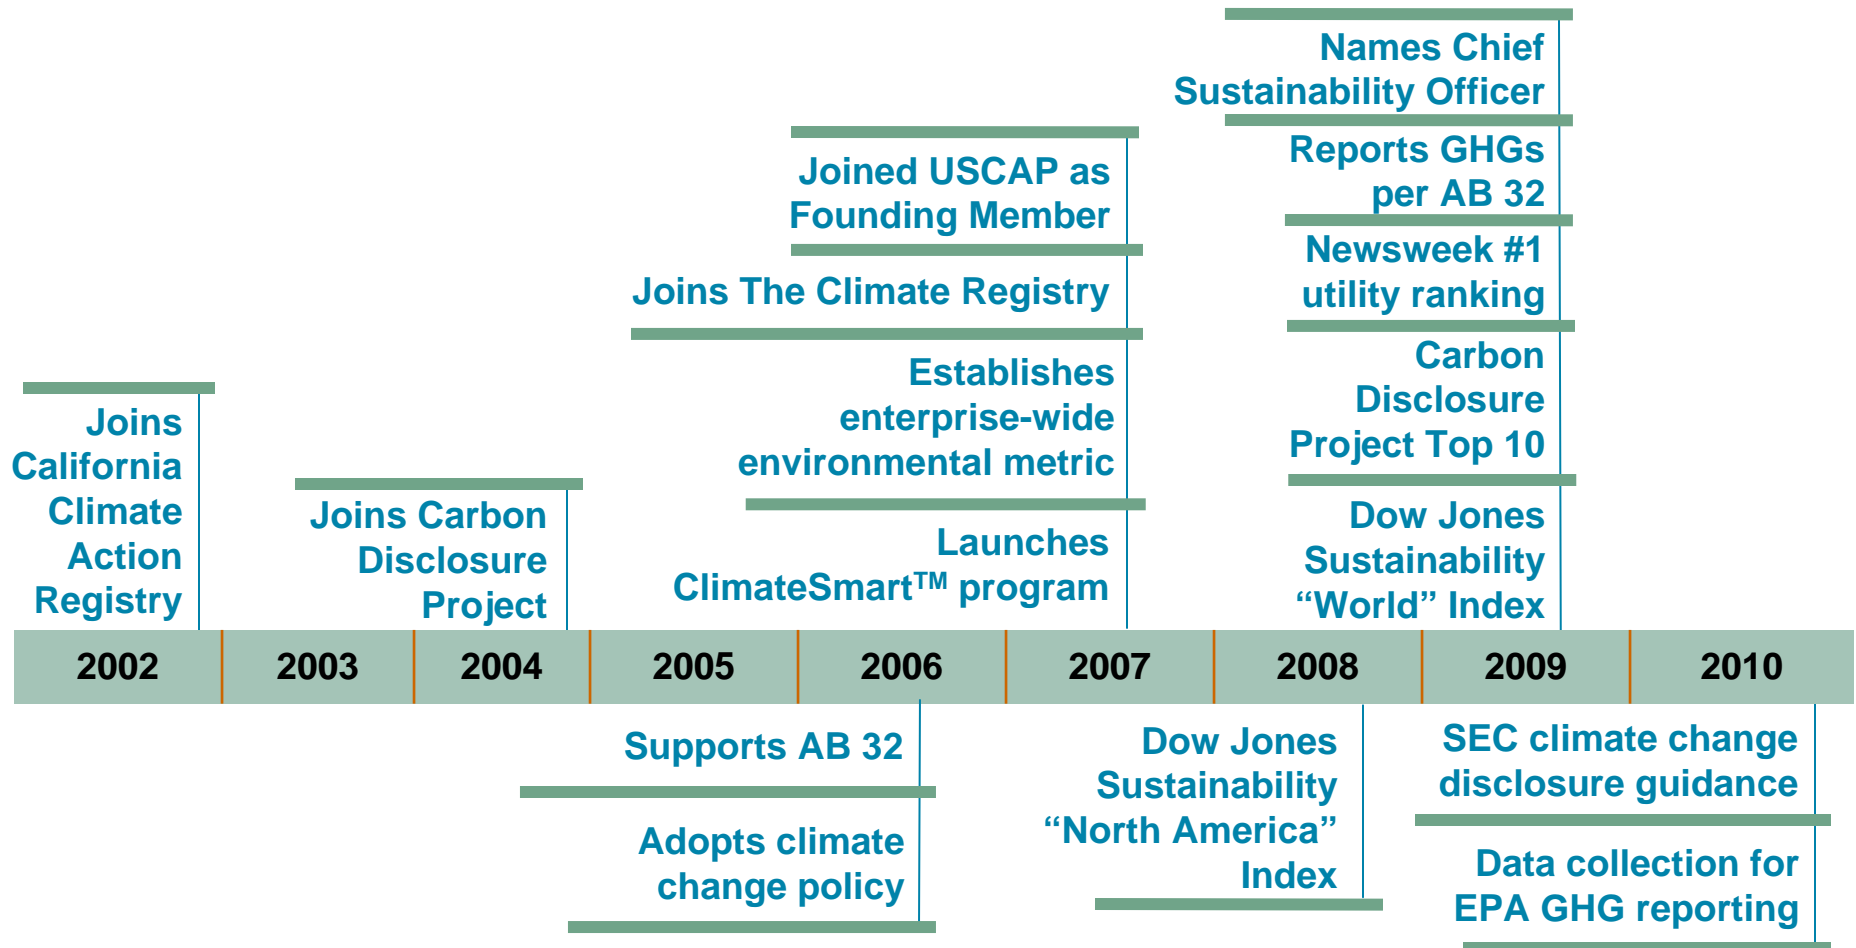 Names Chief
Sustainability Officer
Reports GHGs
per AB 32
Newsweek #1
utility ranking
Carbon
Disclosure
Project Top 10
Dow Jones
Sustainability
“World” Index
Joined USCAP as
Founding Member
Joins The Climate Registry
Establishes
enterprise-wide
environmental metric
Launches
ClimateSmart™ program
Joins
California
Climate
Action
Registry
Joins Carbon
Disclosure
Project
2002
2003
2004
2005
2006
2007
2008
2009
2010
Supports AB 32
Adopts climate
change policy
Dow Jones
Sustainability
“North America”
Index
SEC climate change
disclosure guidance
Data collection for
EPA GHG reporting